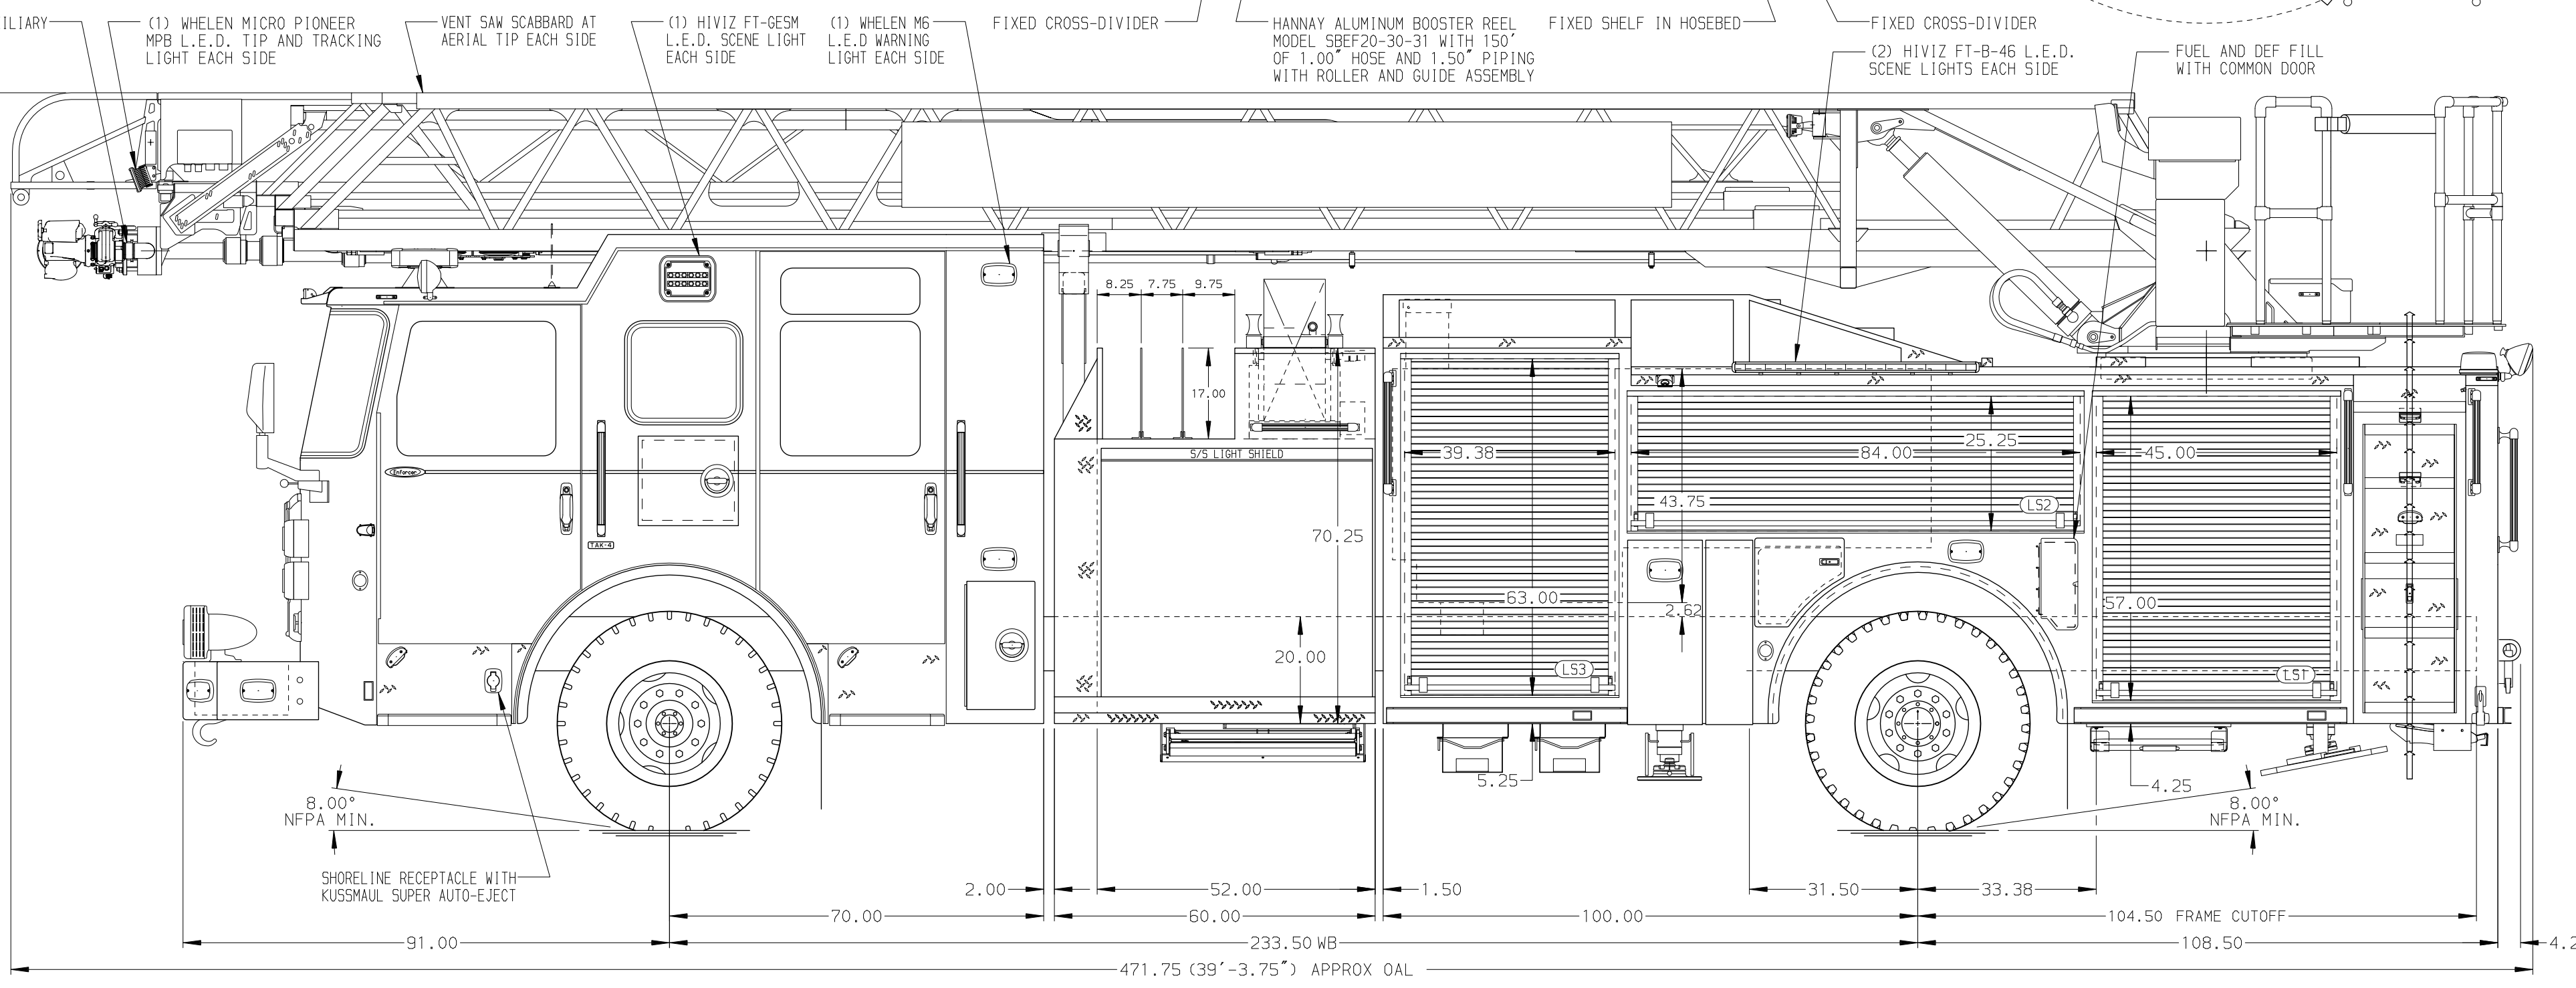 ILIARY
(1) WHELEN MICRO PIONEER
MPB L.E.D. TIP AND TRACKING
LIGHT EACH SIDE
VENT SAW SCABBARD AT
AERIAL TIP EACH SIDE
(1) HIVIZ FT-GESM
L.E.D. SCENE LIGHT
EACH SIDE
(1) WHELEN M6
L.E.D WARNING
LIGHT EACH SIDE
FIXED CROSS-DIVIDER
HANNAY ALUMINUM BOOSTER REEL
MODEL SBEF20-30-31 WITH 150'
OF 1.00" HOSE AND 1.50" PIPING
WITH ROLLER AND GUIDE ASSEMBLY
FIXED SHELF IN HOSEBED
FIXED CROSS-DIVIDER
(2) HIVIZ FT-B-46 L.E.D.
SCENE LIGHTS EACH SIDE
FUEL AND DEF FILL
WITH COMMON DOOR
8.25
7.75
9.75
17.00
S/S LIGHT SHIELD
39.38
84.00
25.25
45.00
Enforcer
43.75
LS2
70.25
TAK-4
63.00
2.62
57.00
20.00
LS3
LS1
5.25
4.25
8.00°
NFPA MIN.
8.00°
NFPA MIN.
SHORELINE RECEPTACLE WITH
KUSSMAUL SUPER AUTO-EJECT
2.00
52.00
1.50
31.50
33.38
70.00
60.00
100.00
104.50 FRAME CUTOFF
91.00
233.50 WB
108.50
4.2
471.75 (39'-3.75") APPROX OAL